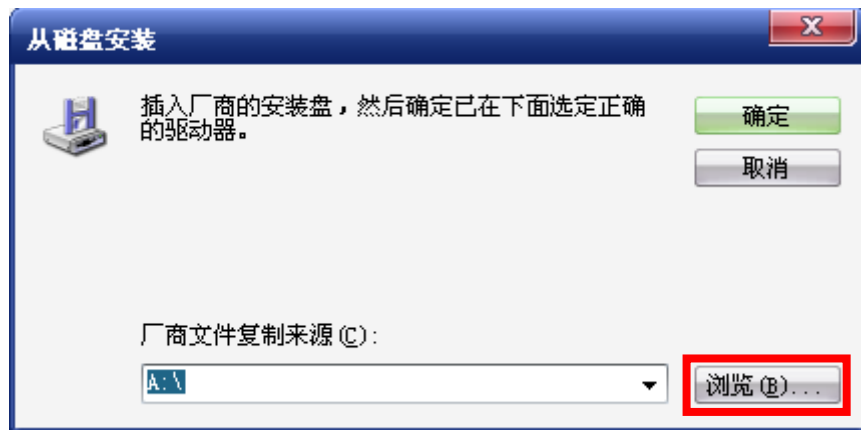 从磁盘安装
插入厂商的安装盘，然后确定已在下面选定正确
的驱动器。
确定
取消
厂商文件复制来源(C):
A:\
浏览(B)...